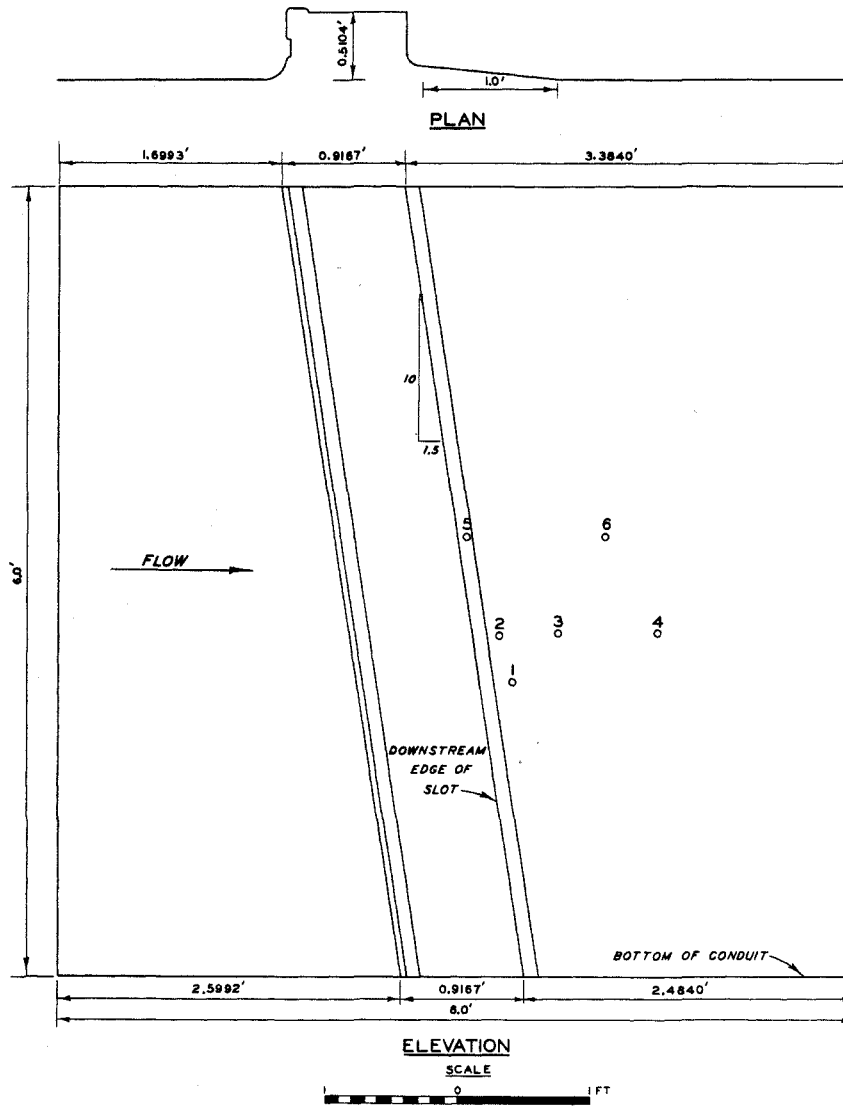 0.5104'
1.0'
PLAN
1.6993'
0.9167'
3.3840'
6.0'
10
1.5
5
6
FLOW
2
3
4
1
DOWNSTREAM
EDGE OF
SLOT
BOTTOM OF CONDUIT
2.5992'
0.9167'
2.4840'
6.0'
ELEVATION
SCALE
1 0 1 FT